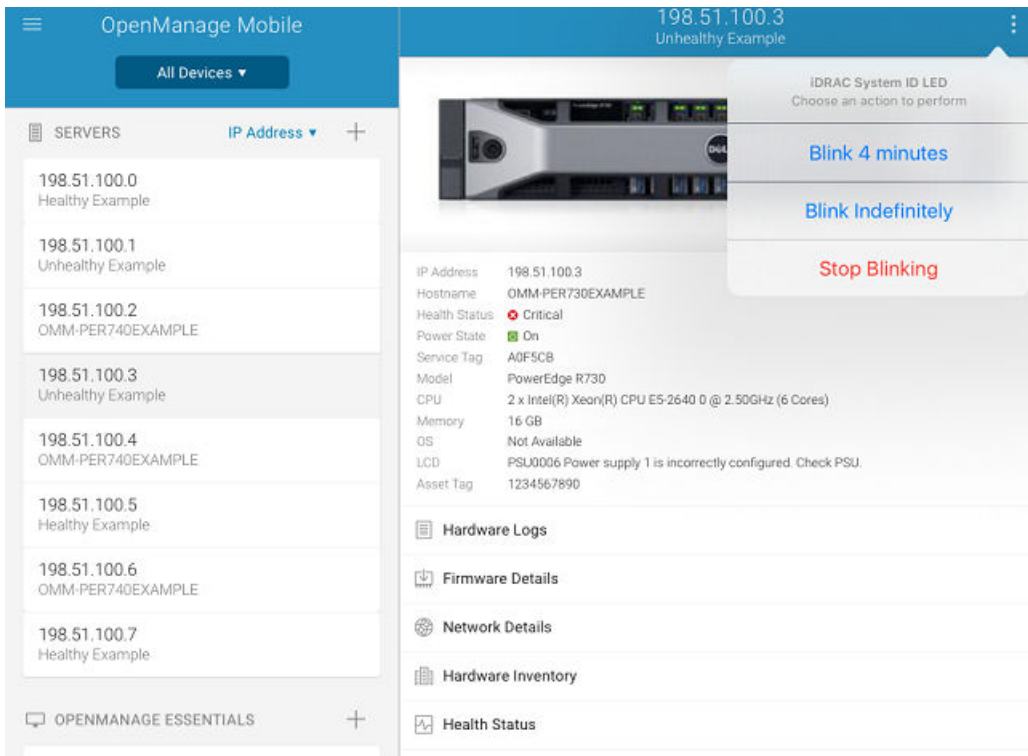 OpenManage Mobile
All Devices ▾
SERVERS IP Address ▾ +
198.51.100.0
Healthy Example
198.51.100.1
Unhealthy Example
198.51.100.2
OMM-PER740EXAMPLE
198.51.100.3
Unhealthy Example
198.51.100.4
OMM-PER740EXAMPLE
198.51.100.5
Healthy Example
198.51.100.6
OMM-PER740EXAMPLE
198.51.100.7
Healthy Example
OPENMANAGE ESSENTIALS +
198.51.100.3
Unhealthy Example
iDRAC System ID LED
Choose an action to perform
Blink 4 minutes
Blink Indefinitely
Stop Blinking
IP Address 198.51.100.3
Hostname OMM-PER730EXAMPLE
Health Status Critical
Power State On
Service Tag A0F5CB
Model PowerEdge R730
CPU 2 x Intel(R) Xeon(R) CPU E5-2640 0 @ 2.50GHz (6 Cores)
Memory 16 GB
OS Not Available
LCD PSU0006 Power supply 1 is incorrectly configured. Check PSU.
Asset Tag 1234567890
Hardware Logs
Firmware Details
Network Details
Hardware Inventory
Health Status